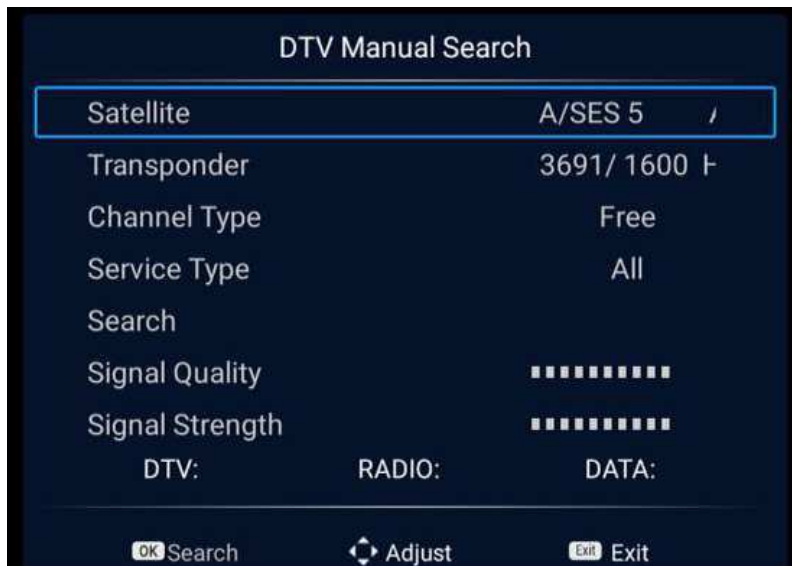 DTV Manual Search
Satellite A/SES 5
Transponder 3691/ 1600
Channel Type Free
Service Type All
Search
Signal Quality
Signal Strength
DTV: RADIO: DATA:
OK Search Adjust Exit Exit